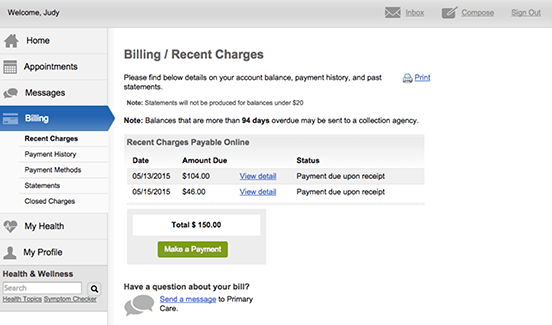 Welcome, Judy
Inbox
Compose
Sign Out
Home
Appointments
Messages
Billing
Recent Charges
Payment History
Payment Methods
Statements
Closed Charges
My Health
My Profile
Health & Wellness
Search
Health Topics Symptom Checker
Billing / Recent Charges
Please find below details on your account balance, payment history, and past
statements.
Print
Note: Statements will not be produced for balances under $20
Note: Balances that are more than 94 days overdue may be sent to a collection agency.
Recent Charges Payable Online
Date Amount Due Status
05/13/2015 $104.00 View detail Payment due upon receipt
05/15/2015 $46.00 View detail Payment due upon receipt
Total $ 150.00
Make a Payment
Have a question about your bill?
Send a message to Primary
Care.